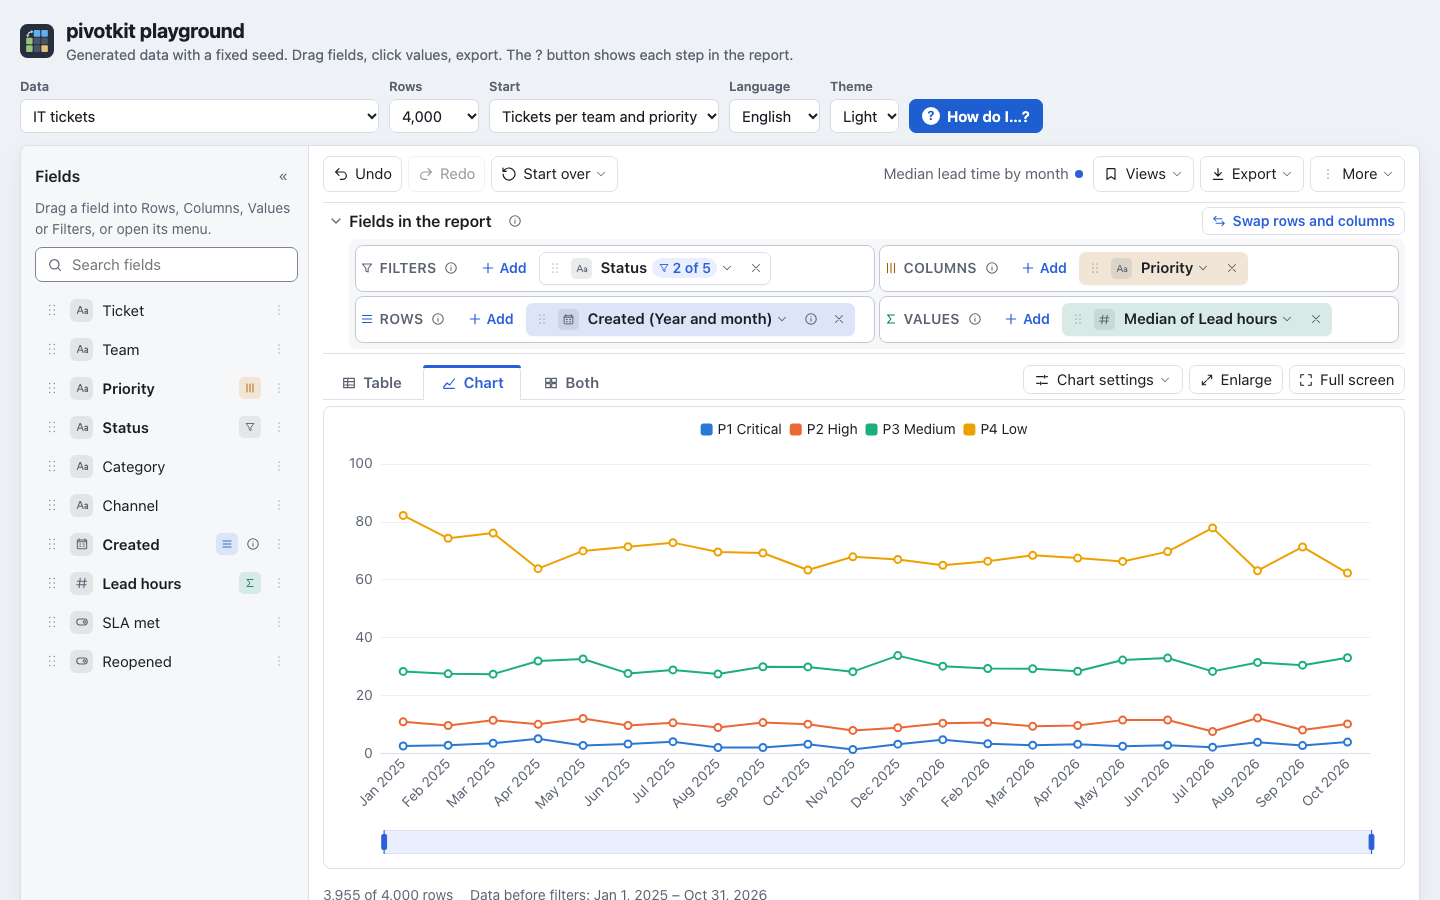 pivotkit playground
Generated data with a fixed seed. Drag fields, click values, export. The ? button shows each step in the report.
Data Rows Start Language Theme
IT tickets 4,000 Tickets per team and priority English Light ? How do I...?
Fields «
Drag a field into Rows, Columns, Values
or Filters, or open its menu.
Search fields
Aa Ticket
Aa Team
Aa Priority
Aa Status
Aa Category
Aa Channel
Created
# Lead hours Σ
SLA met
Reopened
Undo Redo Start over Median lead time by month Views Export More
Fields in the report Swap rows and columns
FILTERS + Add Aa Status 2 of 5 ×
COLUMNS + Add Aa Priority ×
ROWS + Add Created (Year and month) ×
Σ VALUES + Add # Median of Lead hours ×
Table Chart Both Chart settings Enlarge Full screen
P1 Critical P2 High P3 Medium P4 Low
100
80
60
40
20
0
Jan 2025 Feb 2025 Mar 2025 Apr 2025 May 2025 Jun 2025 Jul 2025 Aug 2025 Sep 2025 Oct 2025 Nov 2025 Dec 2025 Jan 2026 Feb 2026 Mar 2026 Apr 2026 May 2026 Jun 2026 Jul 2026 Aug 2026 Sep 2026 Oct 2026
3,955 of 4,000 rows Data before filters: Jan 1, 2025 – Oct 31, 2026